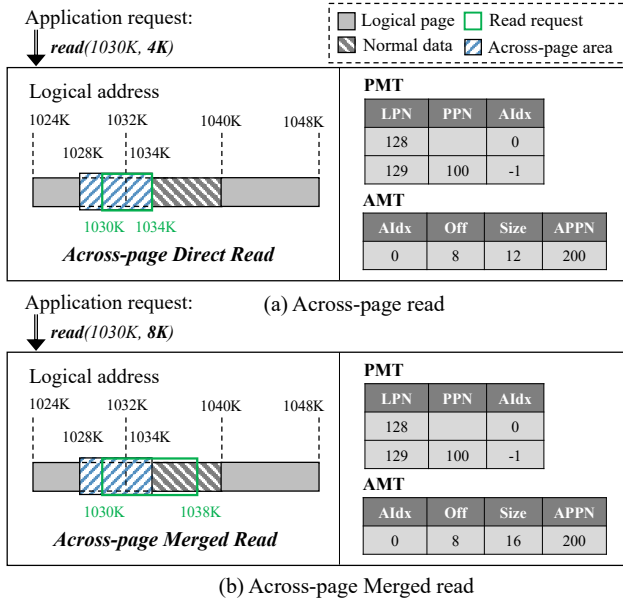 Application request:
read(1030K, 4K)
Logical page
Read request
Normal data
Across-page area
Logical address
1024K 1032K 1040K 1048K
1028K 1034K
1030K 1034K
Across-page Direct Read
PMT
LPN PPN AIdx
128 0
129 100 -1
AMT
AIdx Off Size APPN
0 8 12 200
(a) Across-page read
Application request:
read(1030K, 8K)
Logical address
1024K 1032K 1040K 1048K
1028K 1034K
1030K 1038K
Across-page Merged Read
PMT
LPN PPN AIdx
128 0
129 100 -1
AMT
AIdx Off Size APPN
0 8 16 200
(b) Across-page Merged read